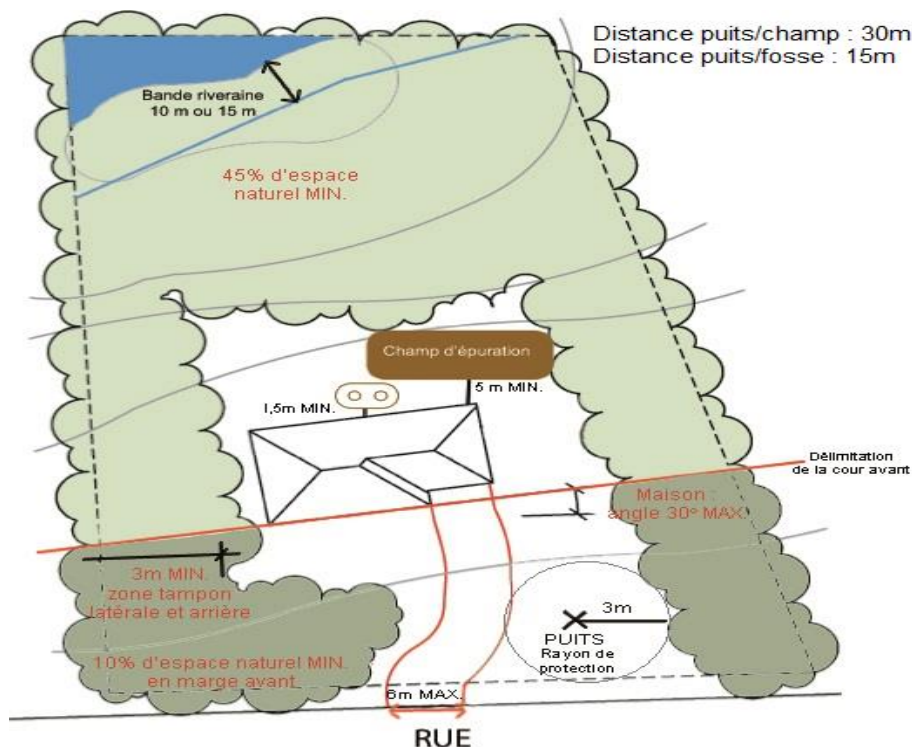 Distance puits/champ : 30m
Distance puits/fosse : 15m
Bande riveraine
10 m ou 15 m
45% d'espace
naturel MIN.
Champ d'épuration
5 m MIN.
1,5m MIN.
Délimitation
de la cour avant
Maison :
angle 30º MAX.
3m MIN.
zone tampon
latérale et arrière
3m
PUITS
Rayon de
protection
10% d'espace naturel MIN.
en marge avant
6m MAX.
RUE